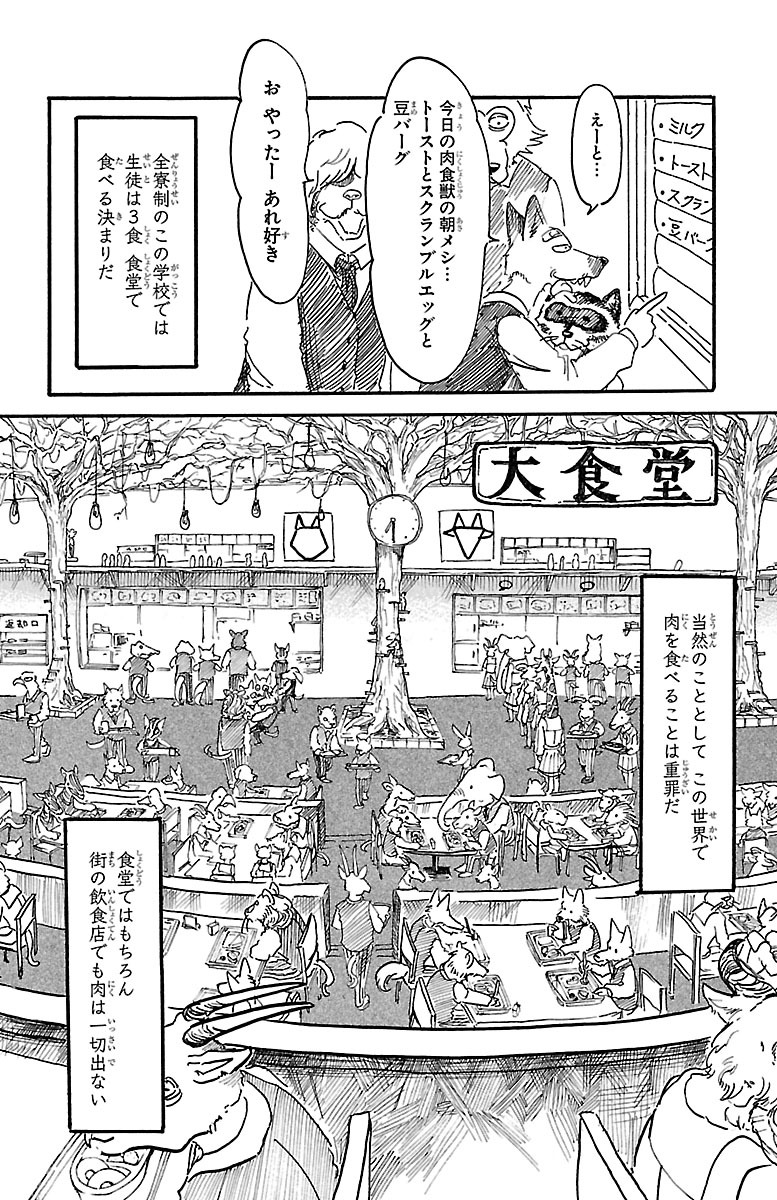 えーと…
・ミルク
・トースト
・スクラン
・豆バーグ
今日の肉食獣の朝メシ…
トーストとスクランブルエッグと
豆バーグ
お やったー あれ好き
全寮制のこの学校では
生徒は3食 食堂で
食べる決まりだ
大食堂
当然のこととして この世界で
肉を食べることは重罪だ
返却口
食堂ではもちろん
街の飲食店でも肉は一切出ない